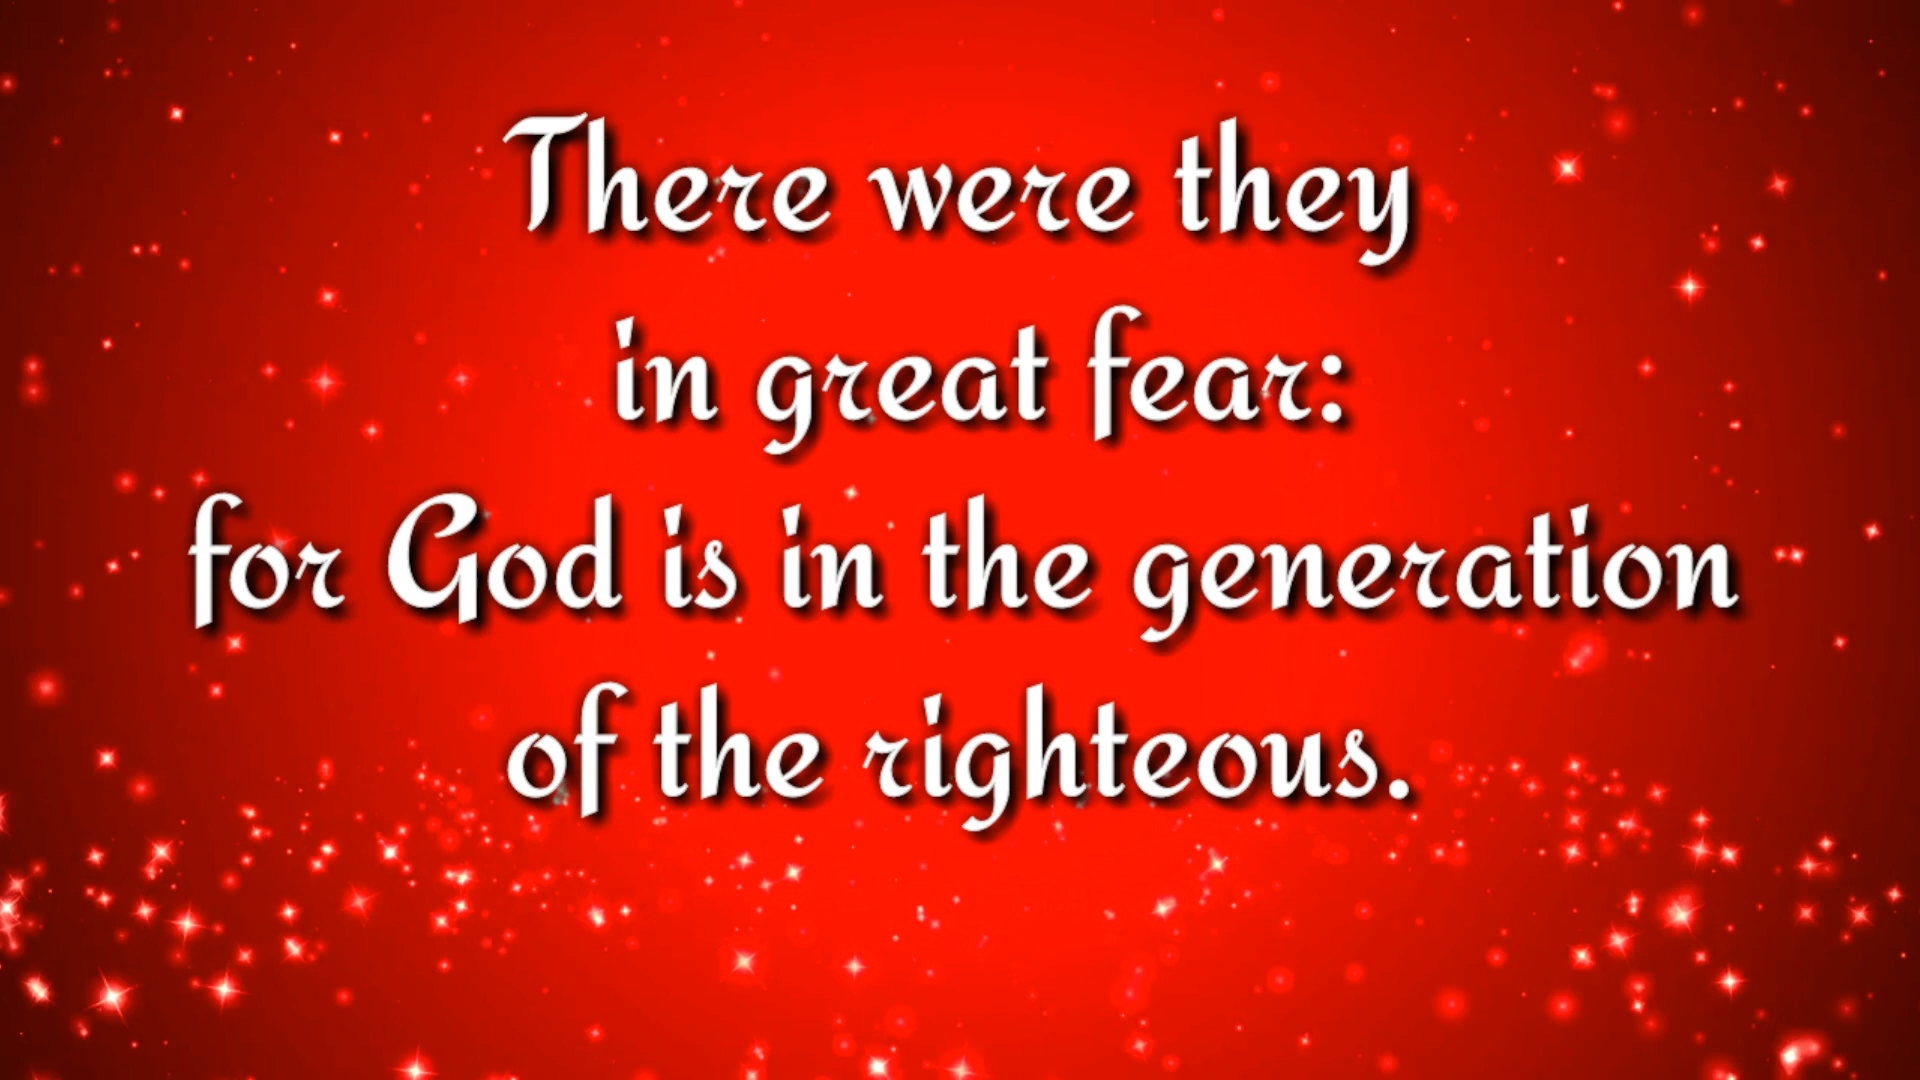 There were they
in great fear:
for God is in the generation
of the righteous.